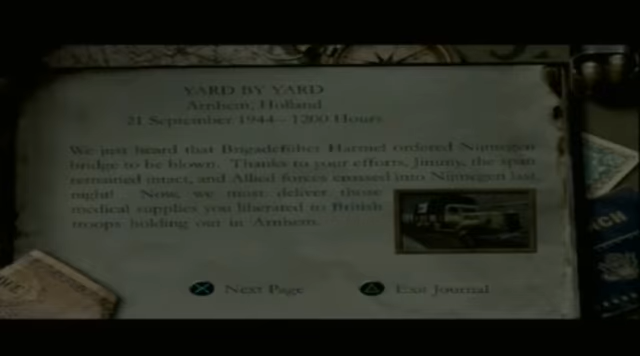 YARD BY YARD
Arnhem, Holland
21 September 1944 - 1200 Hours
We just heard that Brigadefüher Harmel ordered Nijmegen
bridge to be blown. Thanks to your efforts, Jimmy, the span
remained intact, and Allied forces crossed into Nijmegen last
night! Now, we must deliver those
medical supplies you liberated to British
troops holding out in Arnhem.
Next Page
Exit Journal